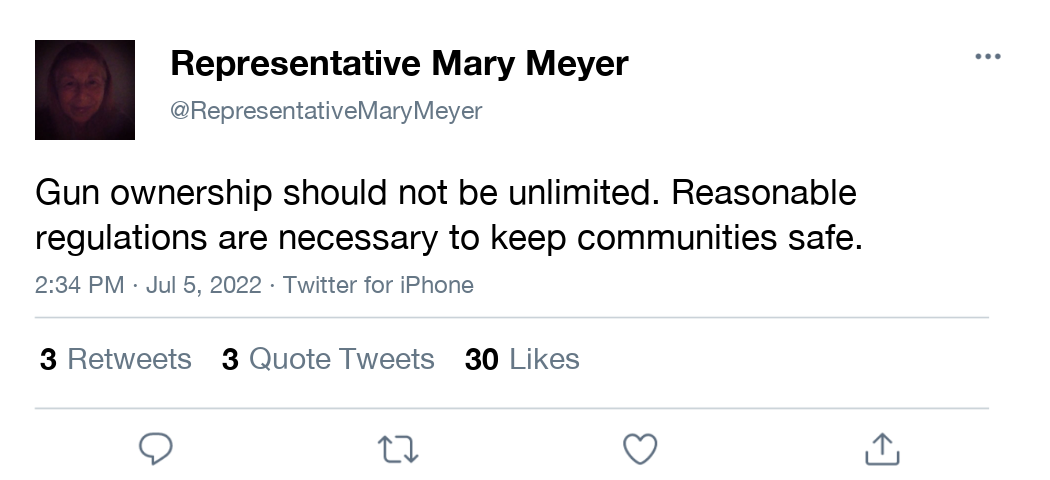 Representative Mary Meyer
@RepresentativeMaryMeyer
Gun ownership should not be unlimited. Reasonable
regulations are necessary to keep communities safe.
2:34 PM · Jul 5, 2022 · Twitter for iPhone
3 Retweets 3 Quote Tweets 30 Likes